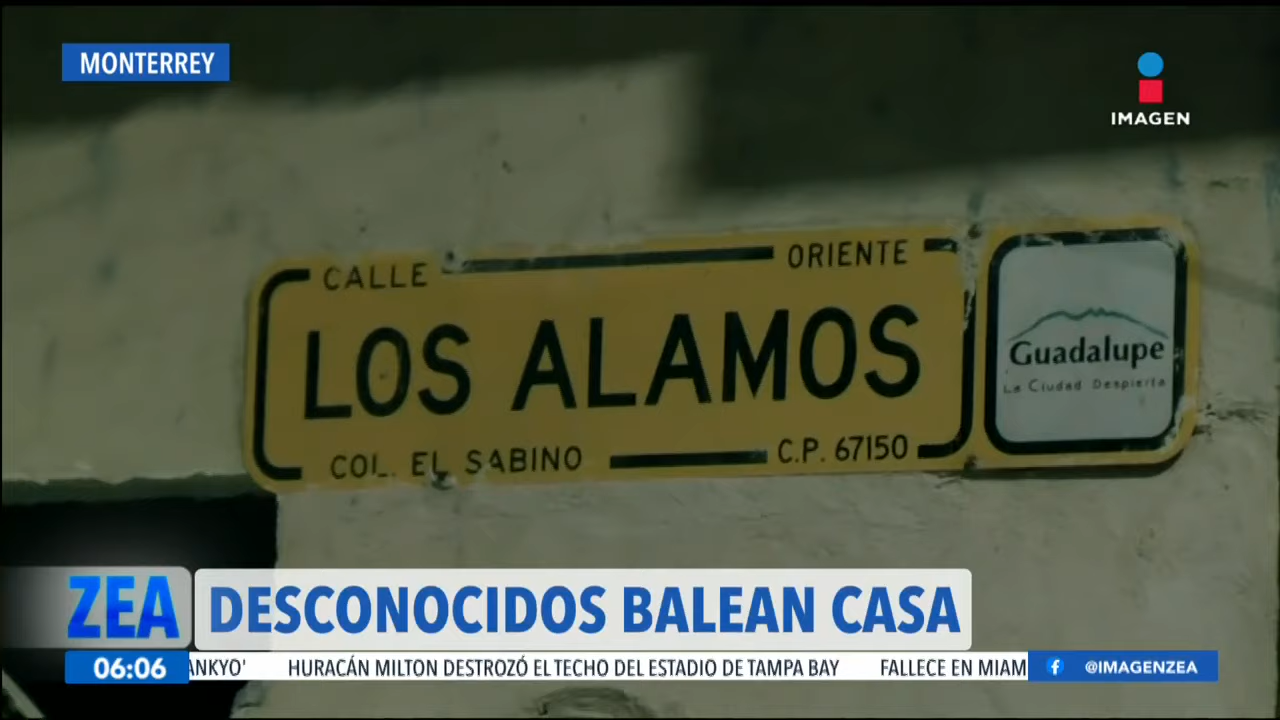 MONTERREY
IMAGEN
CALLE ORIENTE
LOS ALAMOS
COL. EL SABINO C.P. 67150
Guadalupe
La Ciudad Despierta
ZEA DESCONOCIDOS BALEAN CASA
06:06 ANKYO' HURACÁN MILTON DESTROZÓ EL TECHO DEL ESTADIO DE TAMPA BAY FALLECE EN MIAM @IMAGENZEA